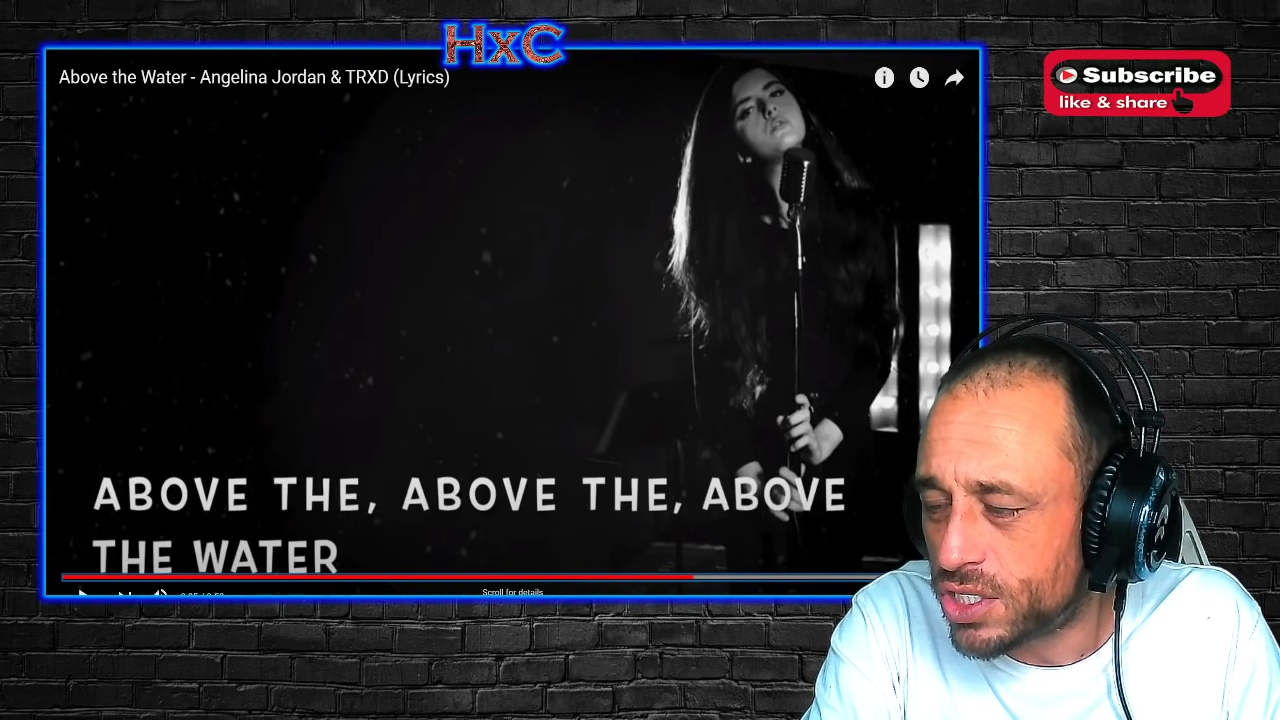 HxC
Above the Water - Angelina Jordan & TRXD (Lyrics)
Subscribe
like & share
ABOVE THE, ABOVE THE, ABOVE
THE WATER
Scroll for details